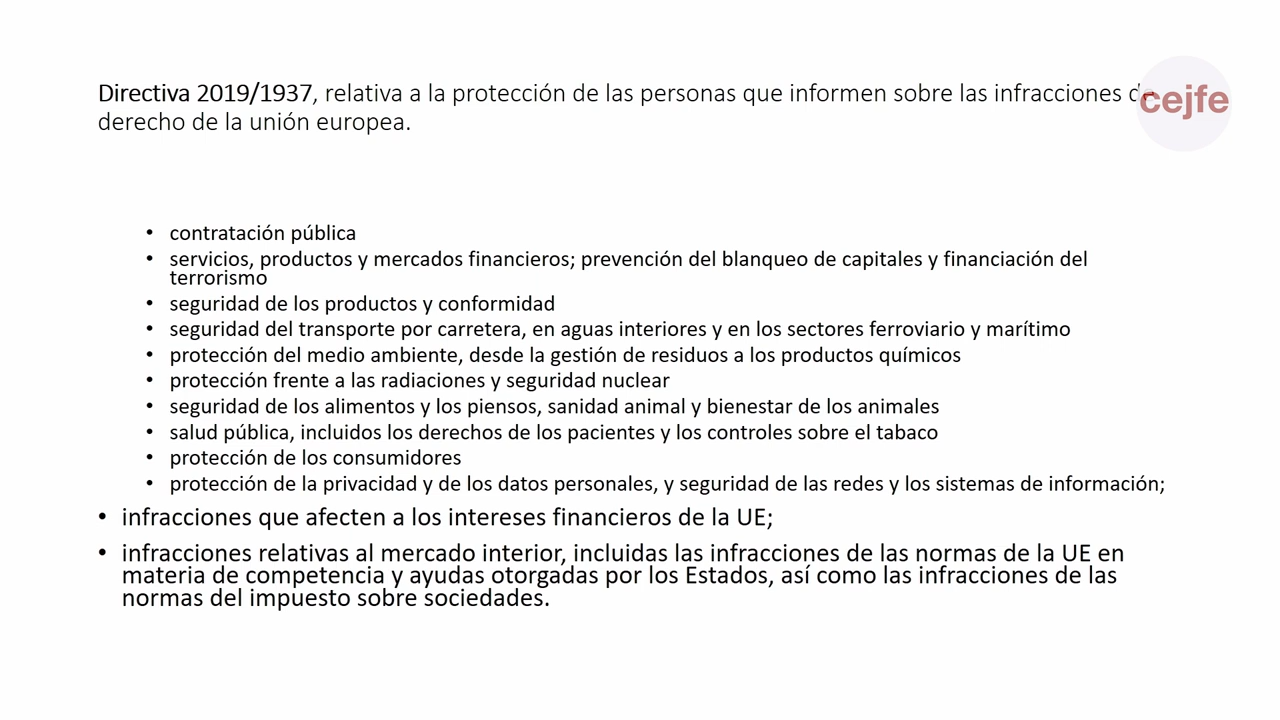 Directiva 2019/1937, relativa a la protección de las personas que informen sobre las infracciones de
derecho de la unión europea.
cejfe
• contratación pública
• servicios, productos y mercados financieros; prevención del blanqueo de capitales y financiación del
terrorismo
• seguridad de los productos y conformidad
• seguridad del transporte por carretera, en aguas interiores y en los sectores ferroviario y marítimo
• protección del medio ambiente, desde la gestión de residuos a los productos químicos
• protección frente a las radiaciones y seguridad nuclear
• seguridad de los alimentos y los piensos, sanidad animal y bienestar de los animales
• salud pública, incluidos los derechos de los pacientes y los controles sobre el tabaco
• protección de los consumidores
• protección de la privacidad y de los datos personales, y seguridad de las redes y los sistemas de información;
• infracciones que afecten a los intereses financieros de la UE;
• infracciones relativas al mercado interior, incluidas las infracciones de las normas de la UE en
materia de competencia y ayudas otorgadas por los Estados, así como las infracciones de las
normas del impuesto sobre sociedades.